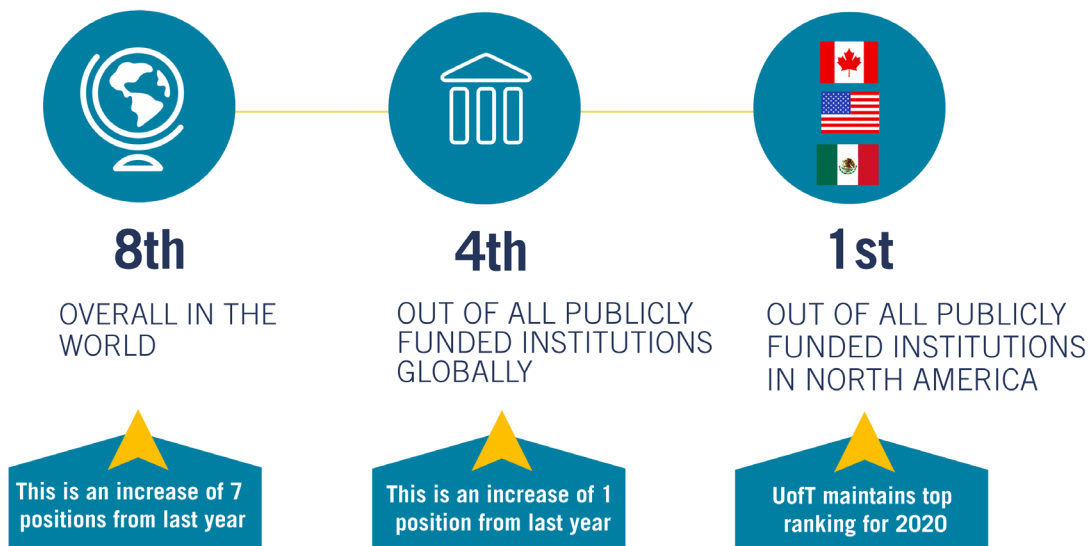 8th
OVERALL IN THE
WORLD
This is an increase of 7
positions from last year
4th
OUT OF ALL PUBLICLY
FUNDED INSTITUTIONS
GLOBALLY
This is an increase of 1
position from last year
1st
OUT OF ALL PUBLICLY
FUNDED INSTITUTIONS
IN NORTH AMERICA
UofT maintains top
ranking for 2020